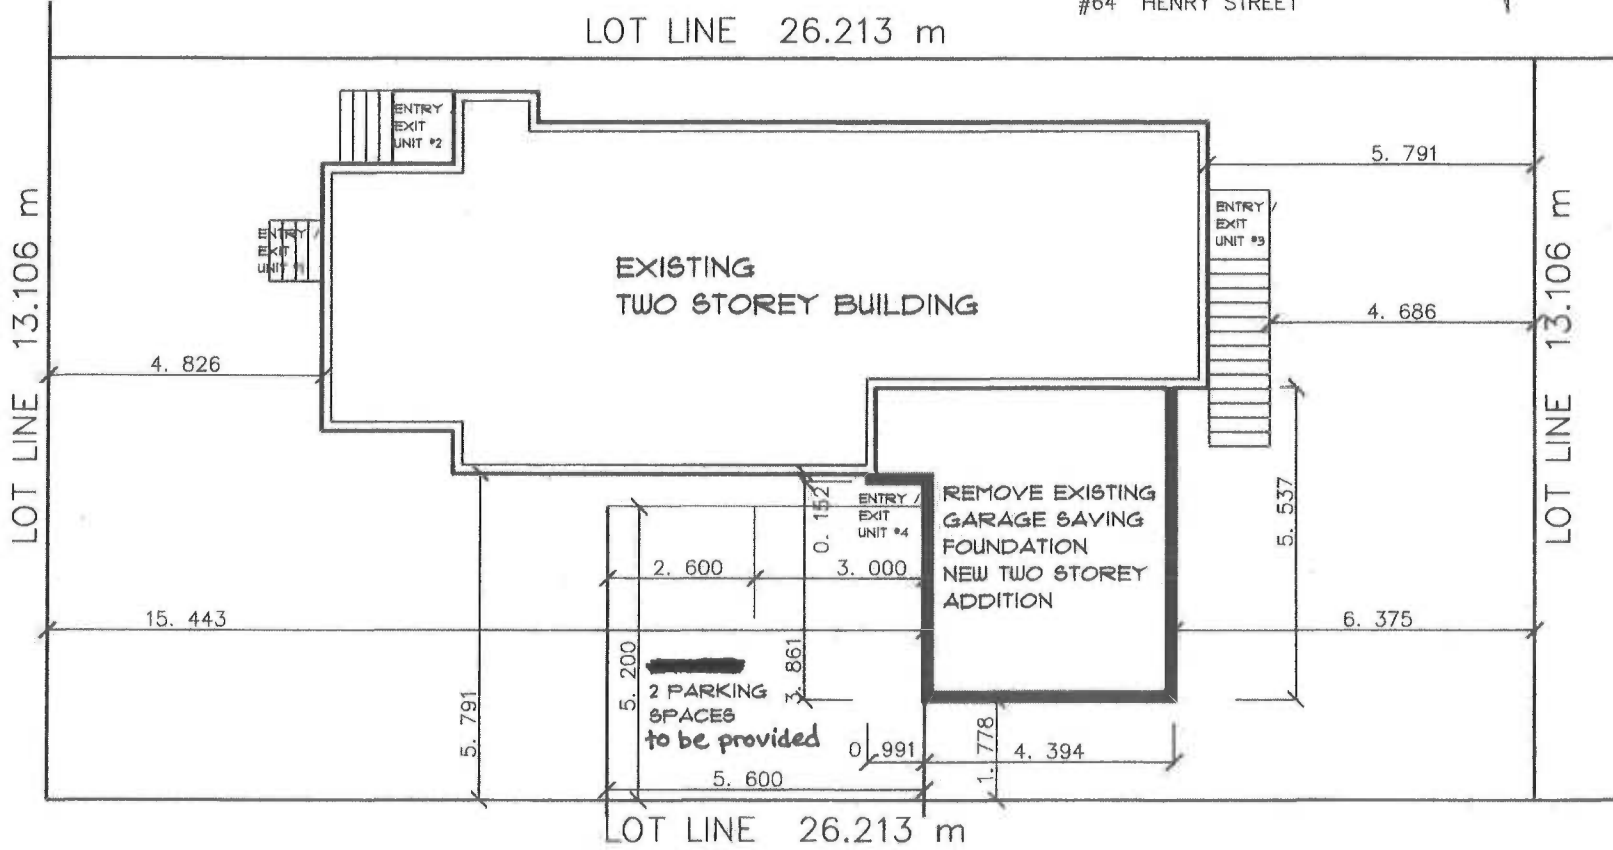 #64 HENRY STREET
LOT LINE 26.213 m
ENTRY
EXIT
UNIT #2
5. 791
LOT LINE 13.106 m
ENTRY /
EXIT
UNIT #1
ENTRY /
EXIT
UNIT #3
LOT LINE 13.106 m
EXISTING
TWO STOREY BUILDING
4. 686
4. 826
5. 537
0. 152
ENTRY /
EXIT
UNIT #4
REMOVE EXISTING
GARAGE SAVING
FOUNDATION
NEW TWO STOREY
ADDITION
2. 600
3. 000
15. 443
6. 375
5. 200
3. 861
2 PARKING
SPACES
to be provided
5. 791
0. 991
1. 778
4. 394
5. 600
LOT LINE 26.213 m